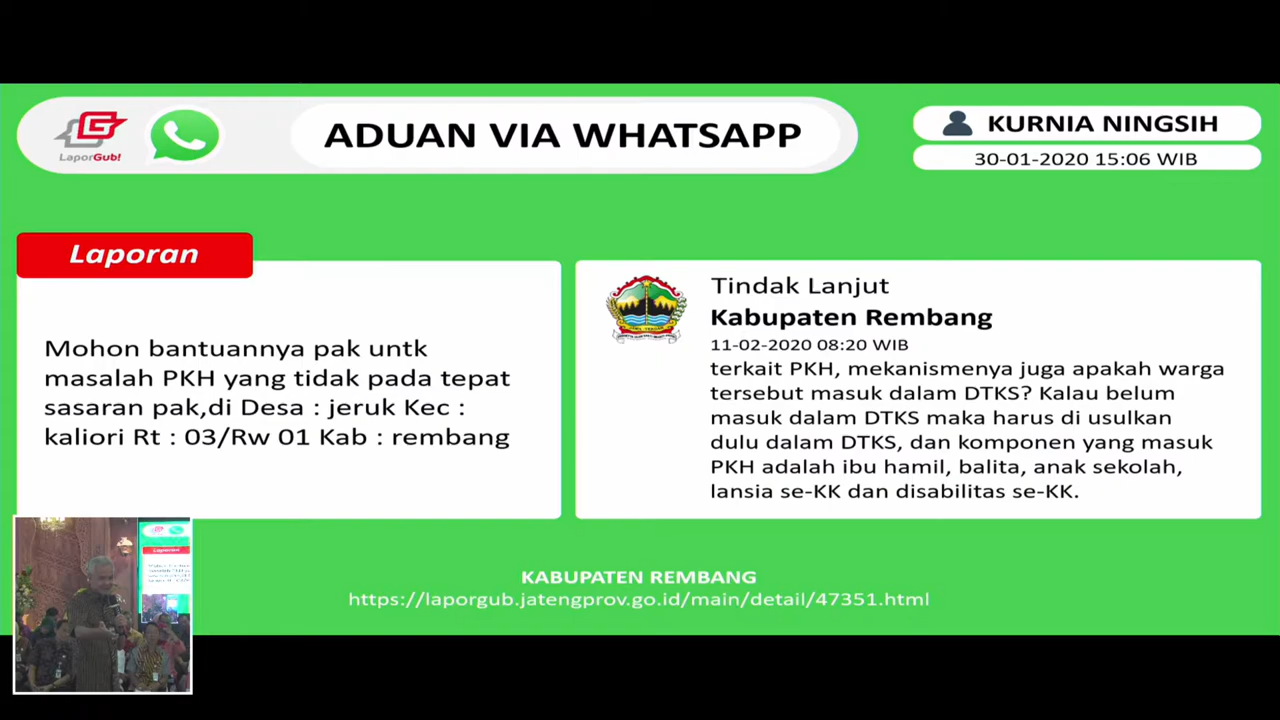 LaporGub!
ADUAN VIA WHATSAPP
KURNIA NINGSIH
30-01-2020 15:06 WIB
Laporan
Mohon bantuannya pak untk
masalah PKH yang tidak pada tepat
sasaran pak,di Desa : jeruk Kec :
kaliori Rt : 03/Rw 01 Kab : rembang
Tindak Lanjut
Kabupaten Rembang
11-02-2020 08:20 WIB
terkait PKH, mekanismenya juga apakah warga
tersebut masuk dalam DTKS? Kalau belum
masuk dalam DTKS maka harus di usulkan
dulu dalam DTKS, dan komponen yang masuk
PKH adalah ibu hamil, balita, anak sekolah,
lansia se-KK dan disabilitas se-KK.
KABUPATEN REMBANG
https://laporgub.jatengprov.go.id/main/detail/47351.html